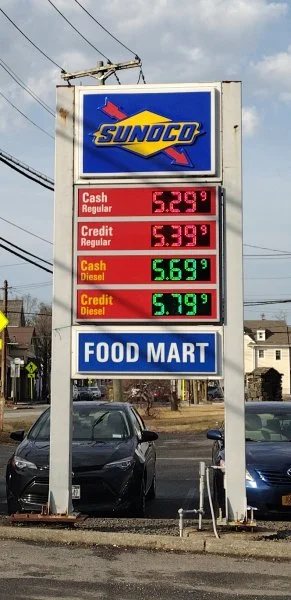 SUNOCO
Cash
Regular
5.29 9
Credit
Regular
5.39 9
Cash
Diesel
5.69 9
Credit
Diesel
5.79 9
FOOD MART